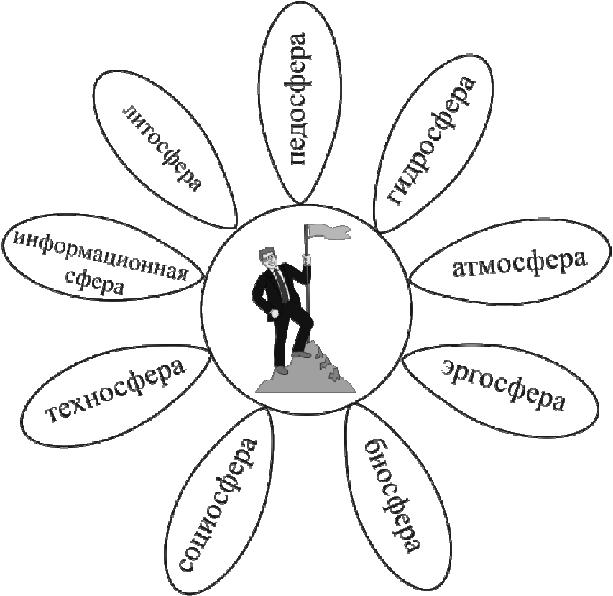 педосфера
гидросфера
атмосфера
эргосфера
биосфера
социосфера
техносфера
информационная
сфера
литосфера